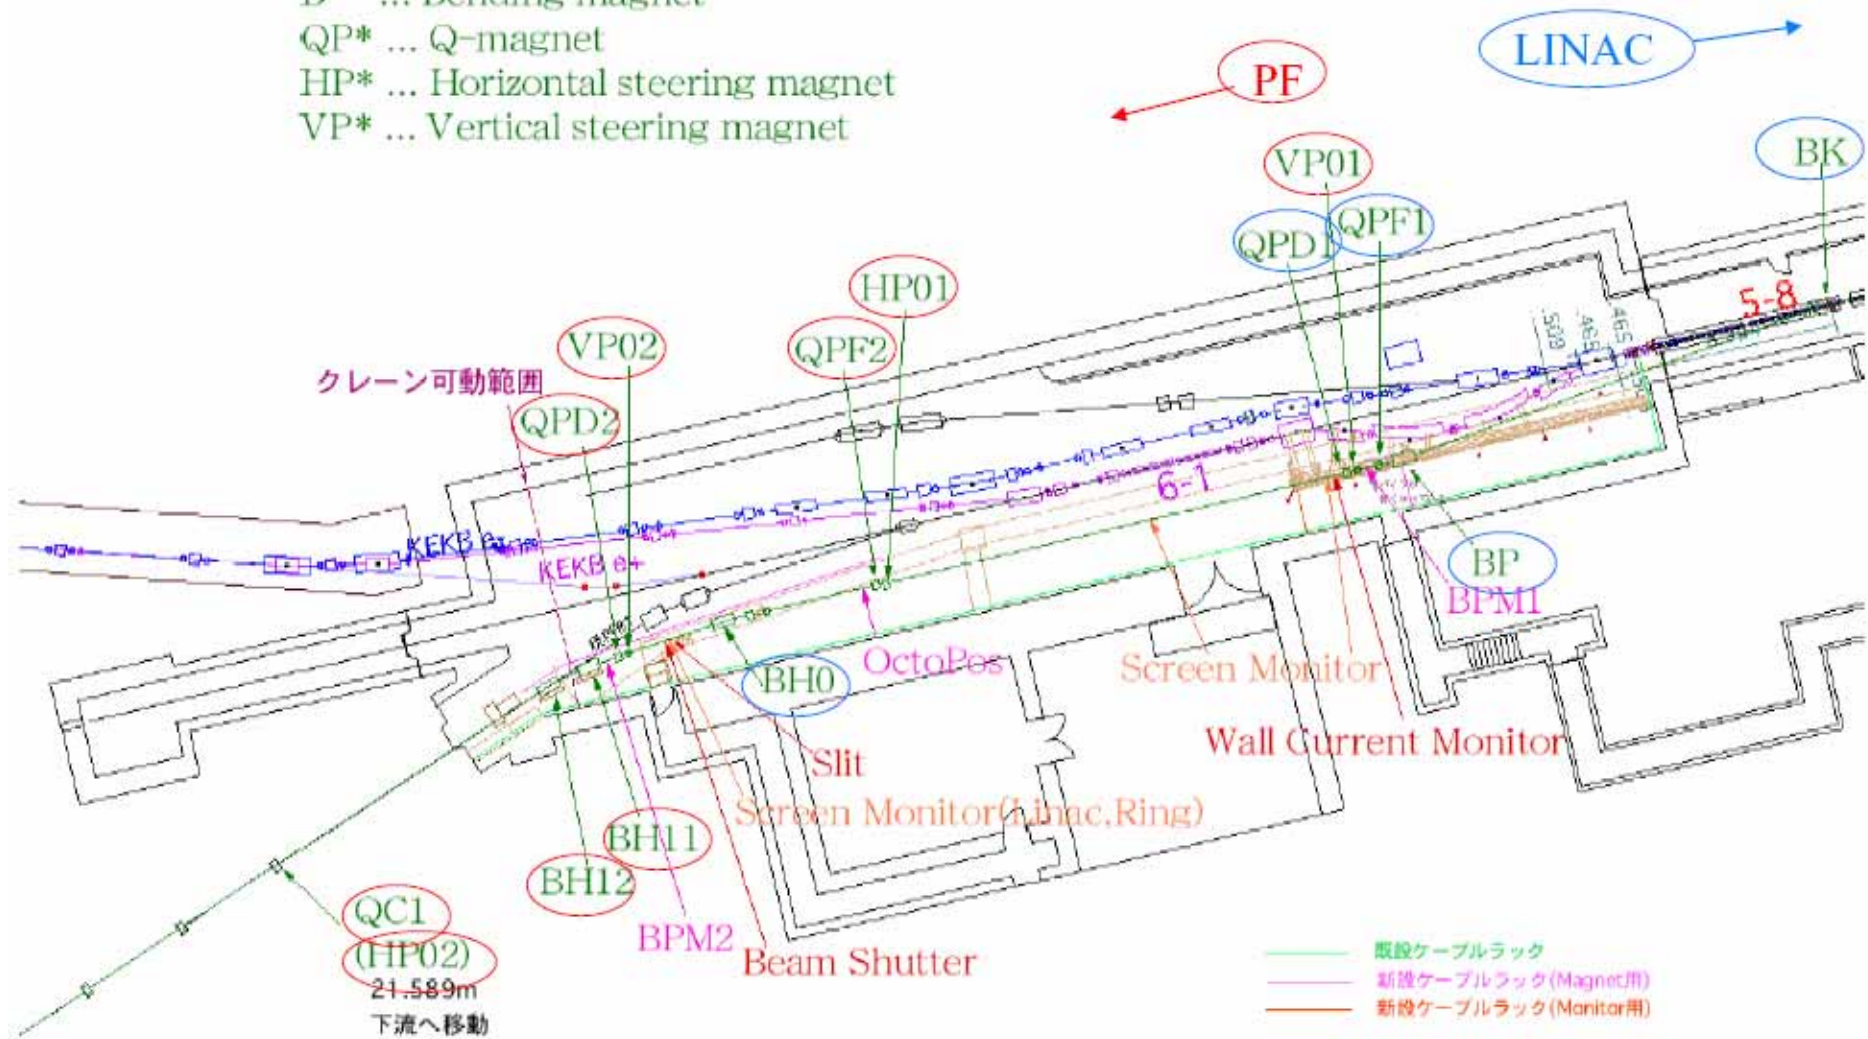 B* ... Bending magnet
QP* ... Q-magnet
HP* ... Horizontal steering magnet
VP* ... Vertical steering magnet
PF
LINAC
VP01
BK
QPD1
QPF1
HP01
5-8
VP02
QPF2
クレーン可動範囲
QPD2
6-1
KEKB e-
KEKB e+
BP
BPM1
OctoPos
Screen Monitor
BH0
Wall Current Monitor
Slit
Screen Monitor(Linac,Ring)
BH11
BH12
QC1
(HP02)
21.589m
下流へ移動
BPM2
Beam Shutter
既設ケーブルラック
新設ケーブルラック(Magnet用)
新設ケーブルラック(Monitor用)